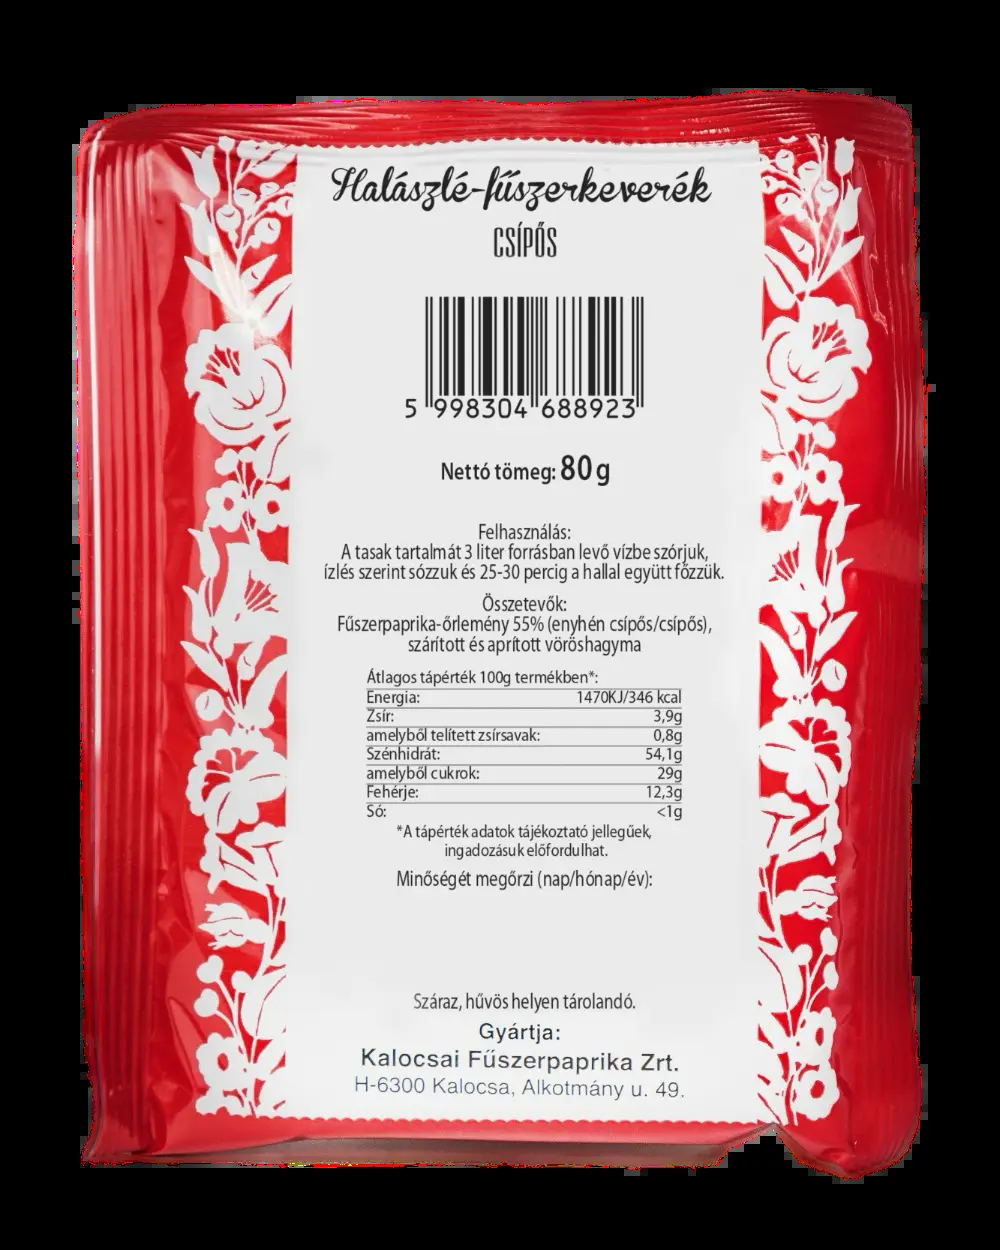 Halászlé-fűszerkeverék
CSÍPŐS
5 998304 688923
Nettó tömeg: 80 g
Felhasználás:
A tasak tartalmát 3 liter forrásban levő vízbe szórjuk,
ízlés szerint sózzuk és 25-30 percig a hallal együtt főzzük.
Összetevők:
Fűszerpaprika-őrlemény 55% (enyhén csípős/csípős),
szárított és aprított vöröshagyma
Átlagos tápérték 100g termékben*:
Energia: 1470KJ/346 kcal
Zsír: 3,9g
amelyből telített zsírsavak: 0,8g
Szénhidrát: 54,1g
amelyből cukrok: 29g
Fehérje: 12,3g
Só: <1g
*A tápérték adatok tájékoztató jellegűek,
ingadozásuk előfordulhat.
Minőségét megőrzi (nap/hónap/év):
Száraz, hűvös helyen tárolandó.
Gyártja:
Kalocsai Fűszerpaprika Zrt.
H-6300 Kalocsa, Alkotmány u. 49.